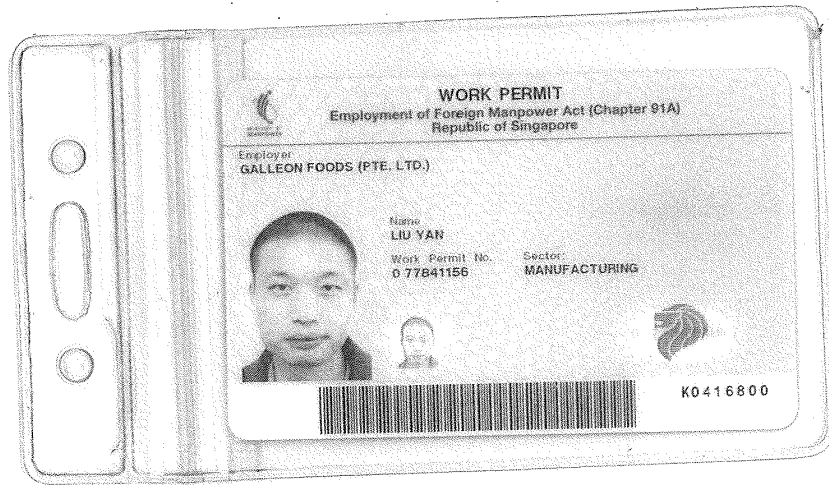 WORK PERMIT
Employment of Foreign Manpower Act (Chapter 91A)
Republic of Singapore
Employer
GALLEON FOODS (PTE. LTD.)
Name
LIU YAN
Work Permit No.
0 77841156
Sector:
MANUFACTURING
K0416800